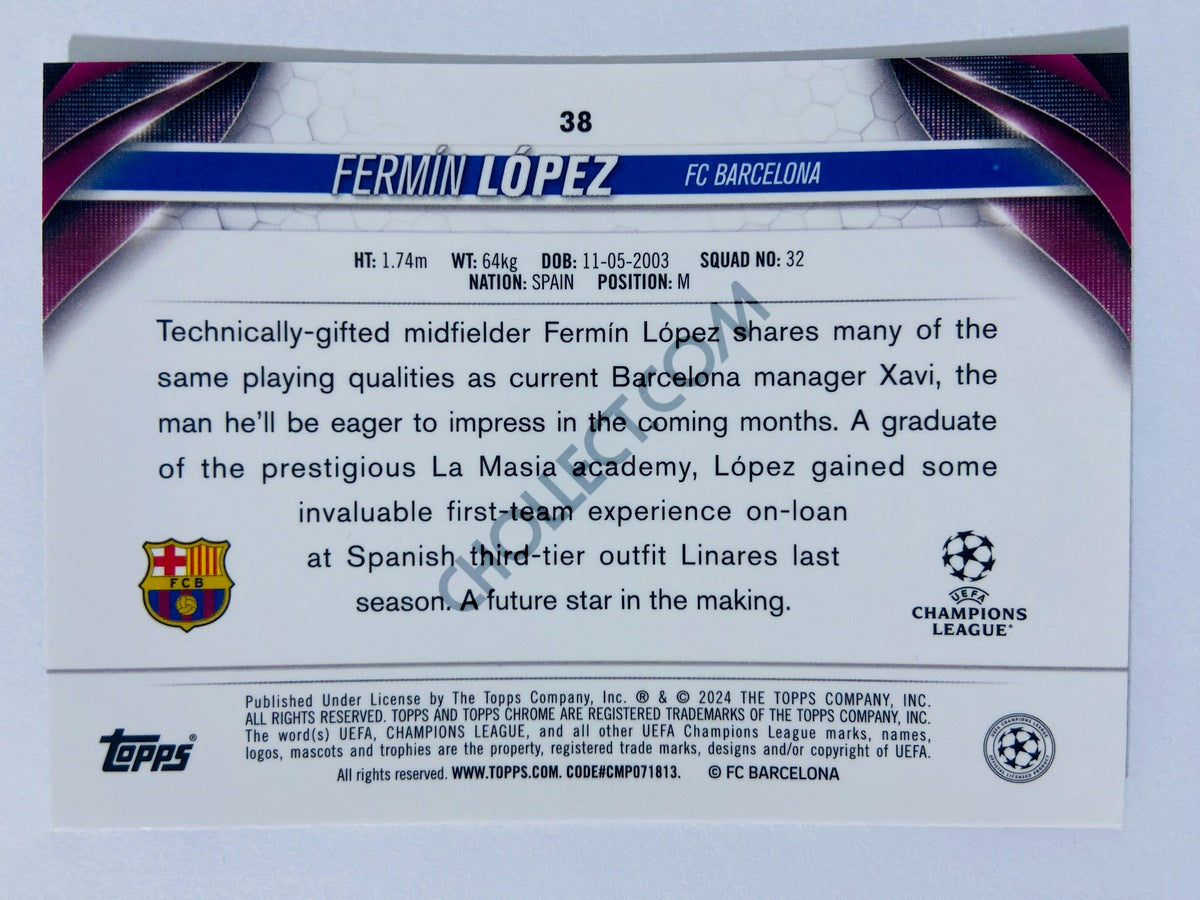 38
FERMÍN LÓPEZ FC BARCELONA
HT: 1.74m WT: 64kg DOB: 11-05-2003 SQUAD NO: 32
NATION: SPAIN POSITION: M
Technically-gifted midfielder Fermín López shares many of the
same playing qualities as current Barcelona manager Xavi, the
man he'll be eager to impress in the coming months. A graduate
of the prestigious La Masia academy, López gained some
invaluable first-team experience on-loan
at Spanish third-tier outfit Linares last
season. A future star in the making.
CHOLLECT.COM
FCB
UEFA
CHAMPIONS
LEAGUE®
Published Under License by The Topps Company, Inc. ® & © 2024 THE TOPPS COMPANY, INC.
ALL RIGHTS RESERVED. TOPPS AND TOPPS CHROME ARE REGISTERED TRADEMARKS OF THE TOPPS COMPANY, INC.
The word(s) UEFA, CHAMPIONS LEAGUE, and all other UEFA Champions League marks, names,
logos, mascots and trophies are the property, registered trade marks, designs and/or copyright of UEFA.
All rights reserved. WWW.TOPPS.COM. CODE#CMP071813. © FC BARCELONA
TOPPS®
UEFA CHAMPIONS LEAGUE
OFFICIAL LICENSED PRODUCT